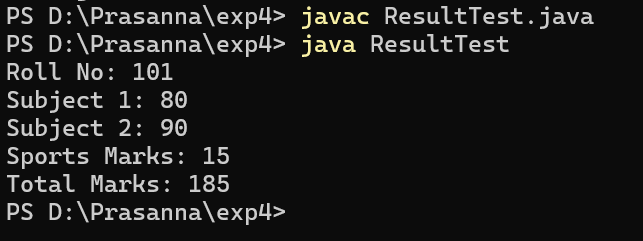 PS D:\Prasanna\exp4> javac ResultTest.java
PS D:\Prasanna\exp4> java ResultTest
Roll No: 101
Subject 1: 80
Subject 2: 90
Sports Marks: 15
Total Marks: 185
PS D:\Prasanna\exp4>